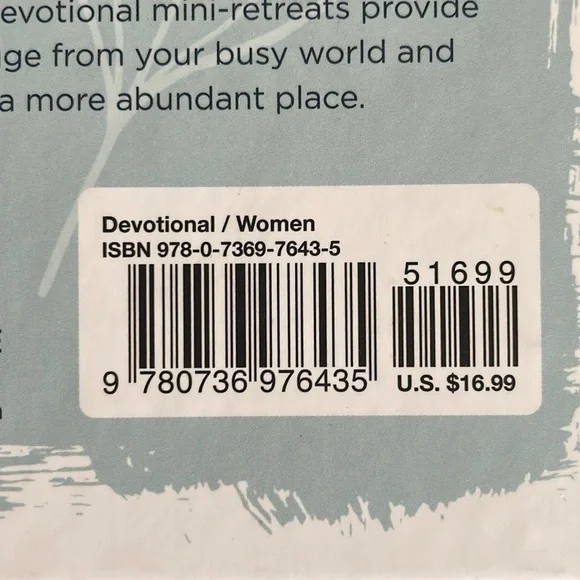 evotional mini-retreats provide
ge from your busy world and
a more abundant place.
Devotional / Women
ISBN 978-0-7369-7643-5
51699
9 780736 976435
U.S. $16.99